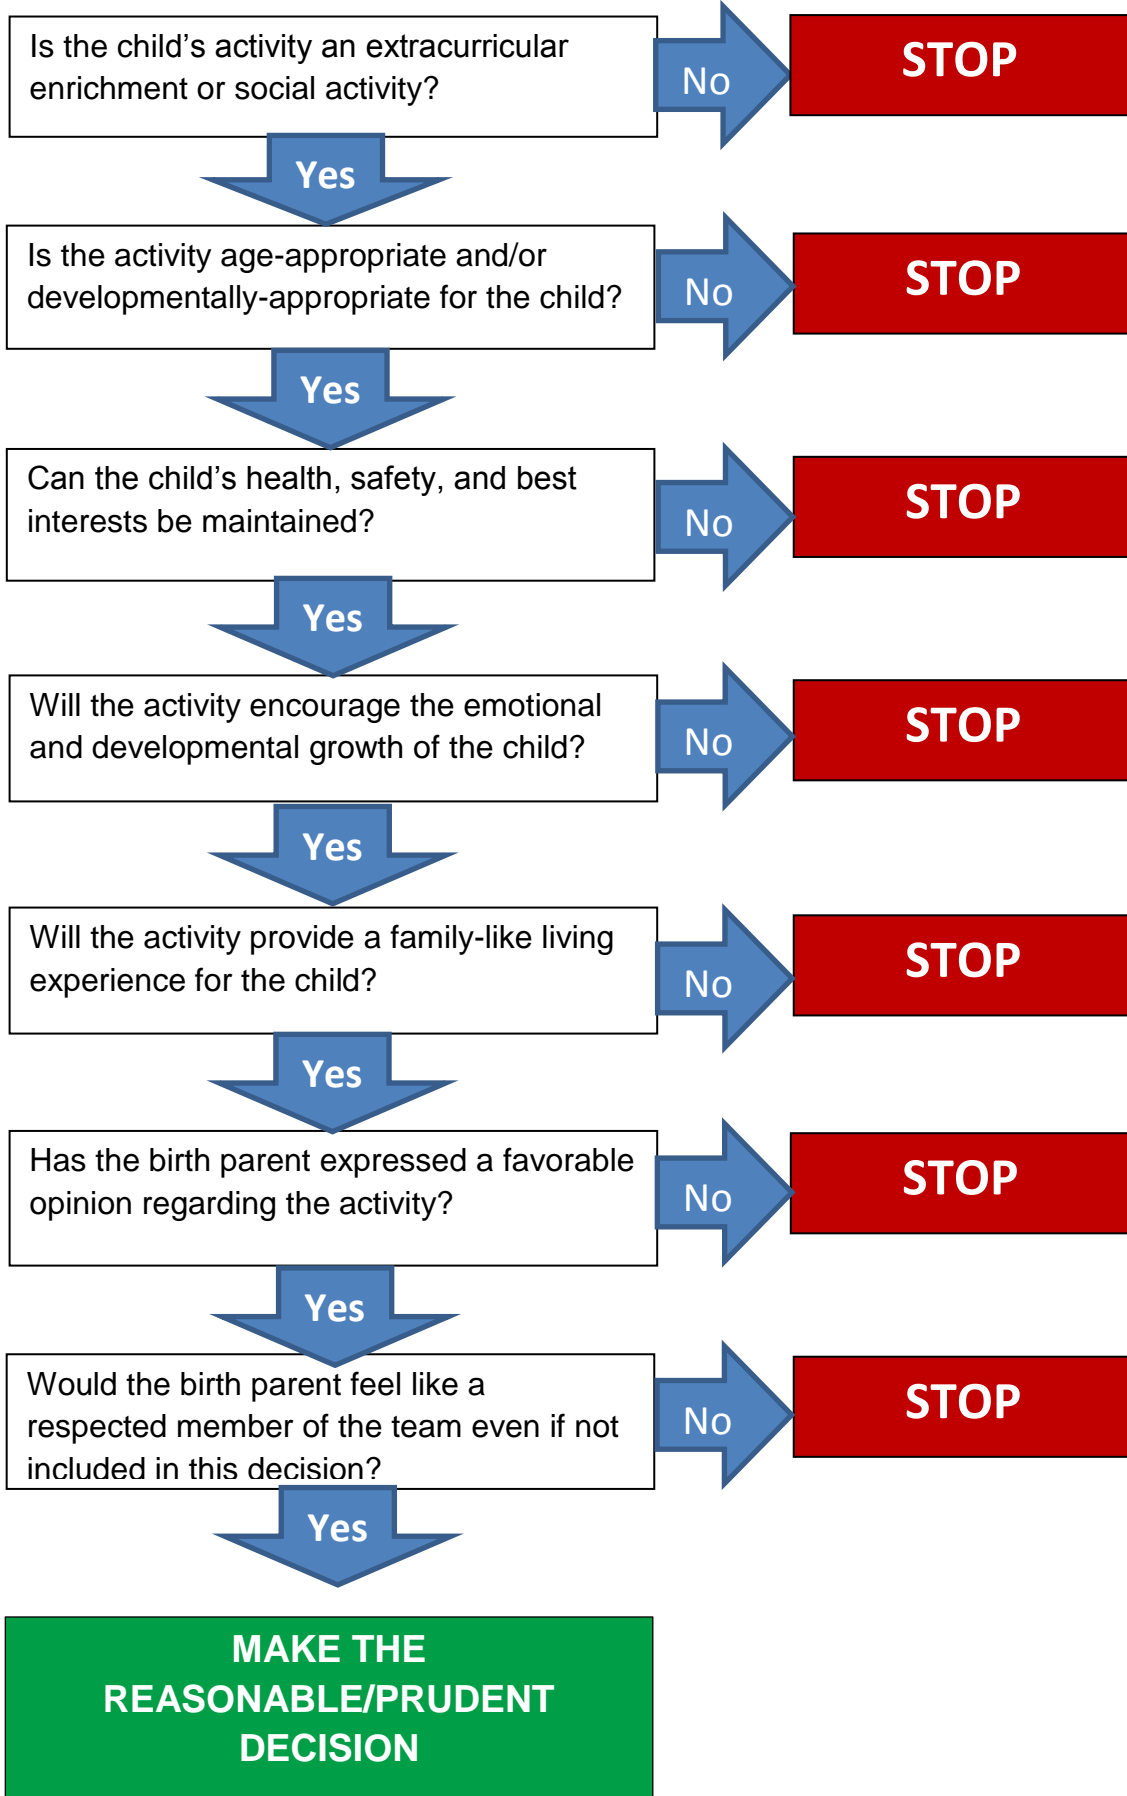 Is the child’s activity an extracurricular
enrichment or social activity?
No
STOP
Yes
Is the activity age-appropriate and/or
developmentally-appropriate for the child?
No
STOP
Yes
Can the child’s health, safety, and best
interests be maintained?
No
STOP
Yes
Will the activity encourage the emotional
and developmental growth of the child?
No
STOP
Yes
Will the activity provide a family-like living
experience for the child?
No
STOP
Yes
Has the birth parent expressed a favorable
opinion regarding the activity?
No
STOP
Yes
Would the birth parent feel like a
respected member of the team even if not
included in this decision?
No
STOP
Yes
MAKE THE
REASONABLE/PRUDENT
DECISION